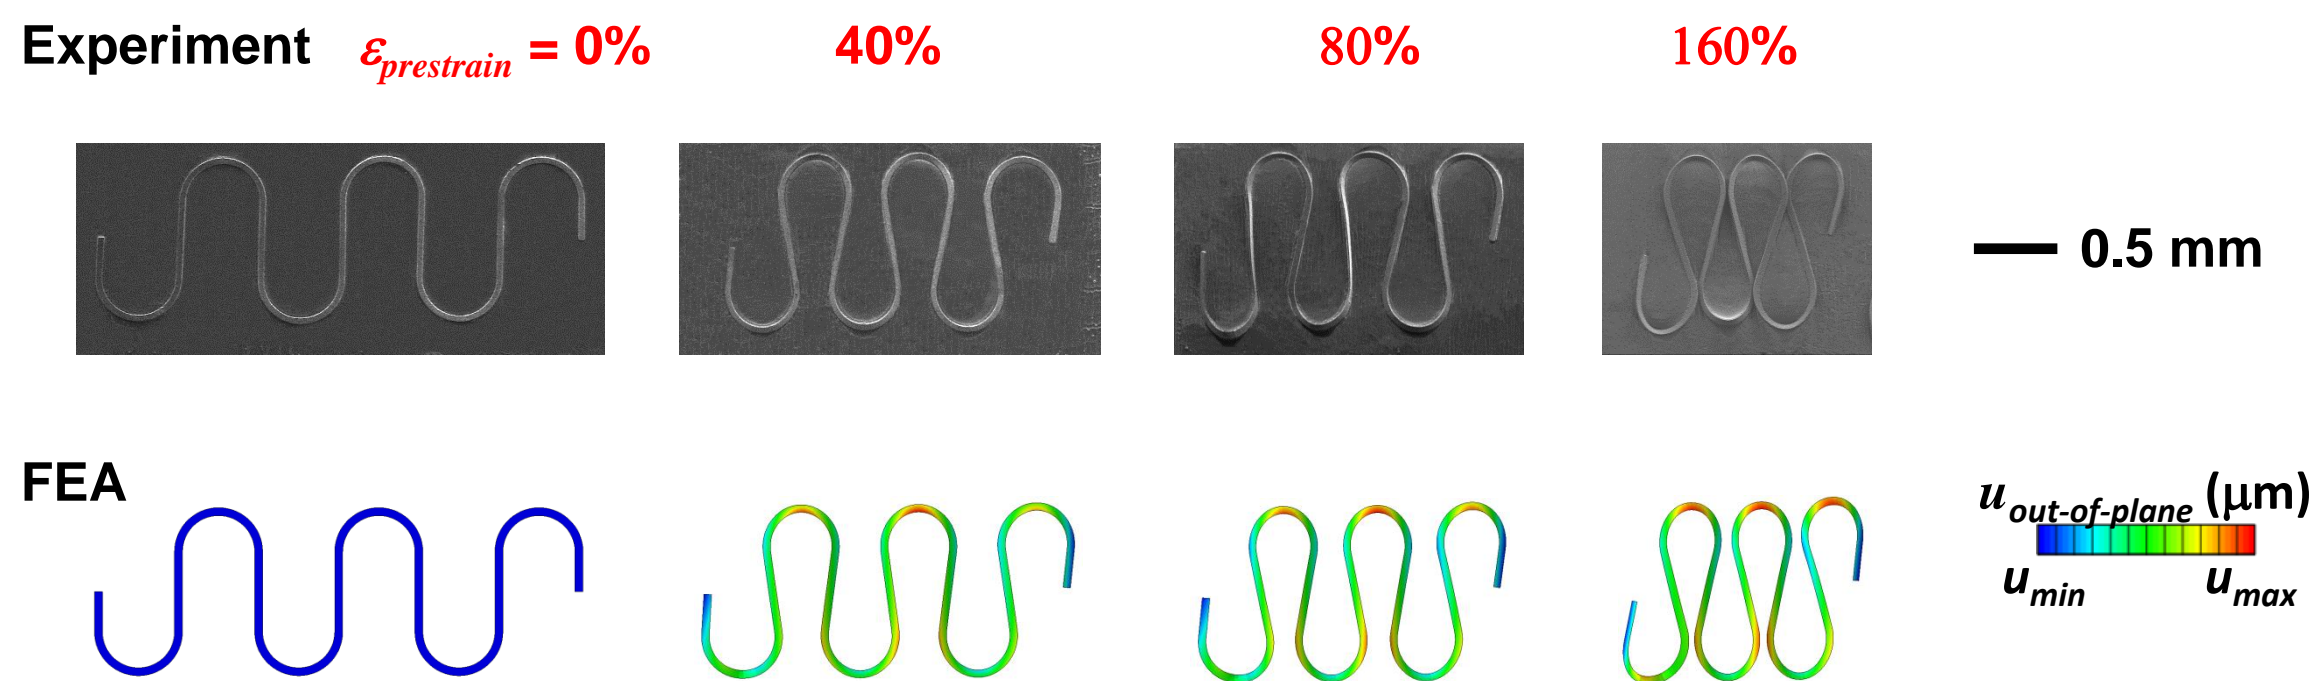 Experiment εprestrain = 0% 40% 80% 160%
0.5 mm
FEA
uout-of-plane (μm)
umin umax